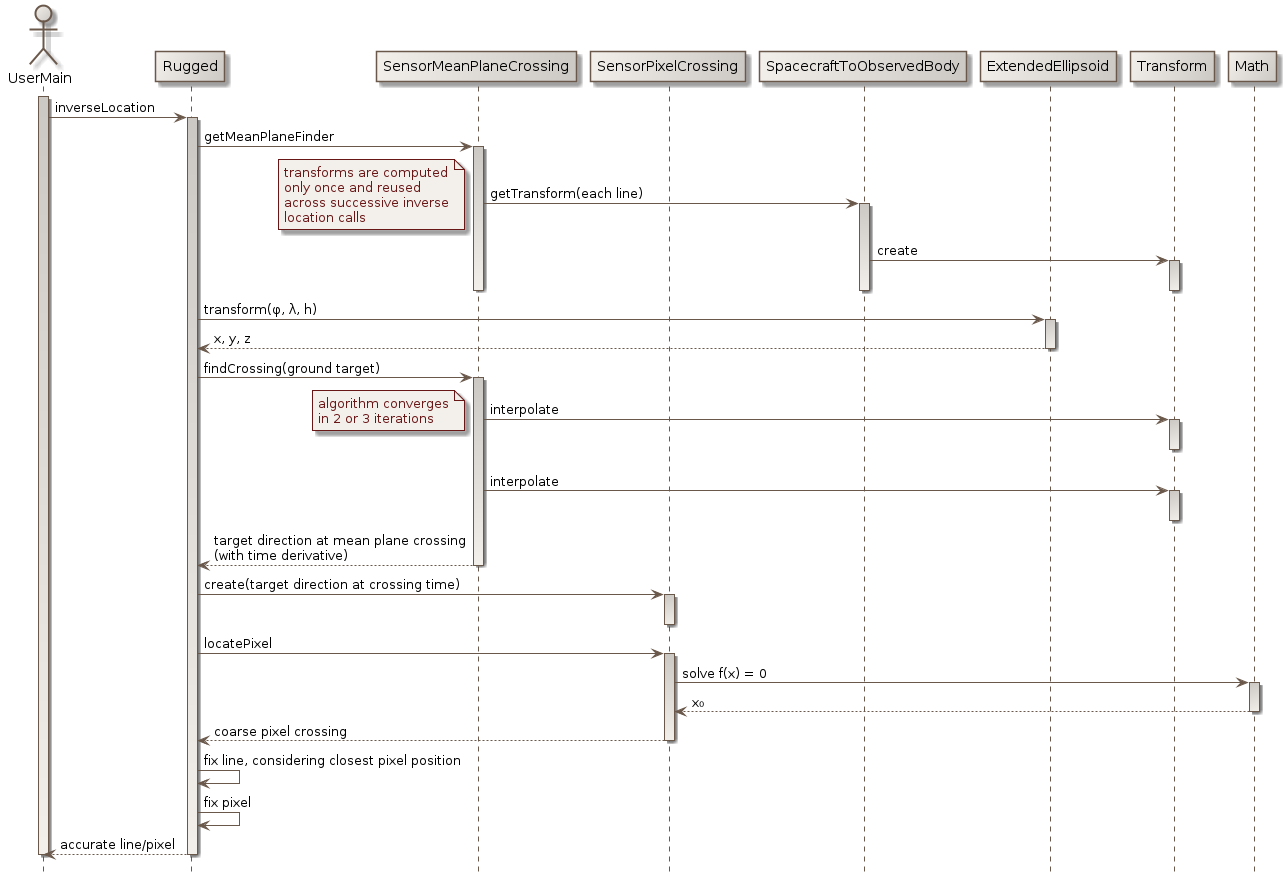 UserMain
Rugged
SensorMeanPlaneCrossing
SensorPixelCrossing
SpacecraftToObservedBody
ExtendedEllipsoid
Transform
Math
inverseLocation
getMeanPlaneFinder
transforms are computed
only once and reused
across successive inverse
location calls
getTransform(each line)
create
transform(φ, λ, h)
x, y, z
findCrossing(ground target)
algorithm converges
in 2 or 3 iterations
interpolate
interpolate
target direction at mean plane crossing
(with time derivative)
create(target direction at crossing time)
locatePixel
solve f(x) = 0
x₀
coarse pixel crossing
fix line, considering closest pixel position
fix pixel
accurate line/pixel